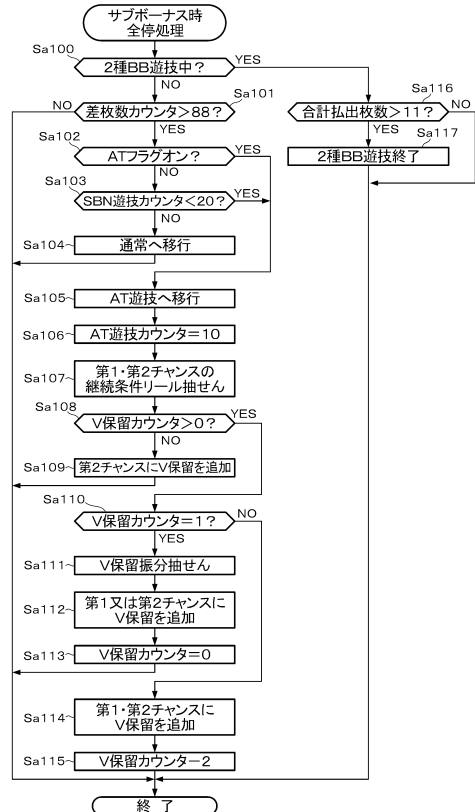 サブボーナス時
全停処理
Sa100
2種BB遊技中？
YES
NO
Sa101
NO
差枚数カウンタ＞88？
YES
Sa116
合計払出枚数＞11？
NO
YES
Sa117
2種BB遊技終了
Sa102
ATフラグオン？
YES
NO
Sa103
SBN遊技カウンタ＜20？
YES
NO
Sa104
通常へ移行
Sa105
AT遊技へ移行
Sa106
AT遊技カウンタ＝10
Sa107
第1・第2チャンスの
継続条件リール抽せん
Sa108
V保留カウンタ＞0？
YES
NO
Sa109
第2チャンスにV保留を追加
Sa110
V保留カウンタ＝1？
NO
YES
Sa111
V保留振分抽せん
Sa112
第1又は第2チャンスに
V保留を追加
Sa113
V保留カウンタ＝0
Sa114
第1・第2チャンスに
V保留を追加
Sa115
V保留カウンタ－2
終 了